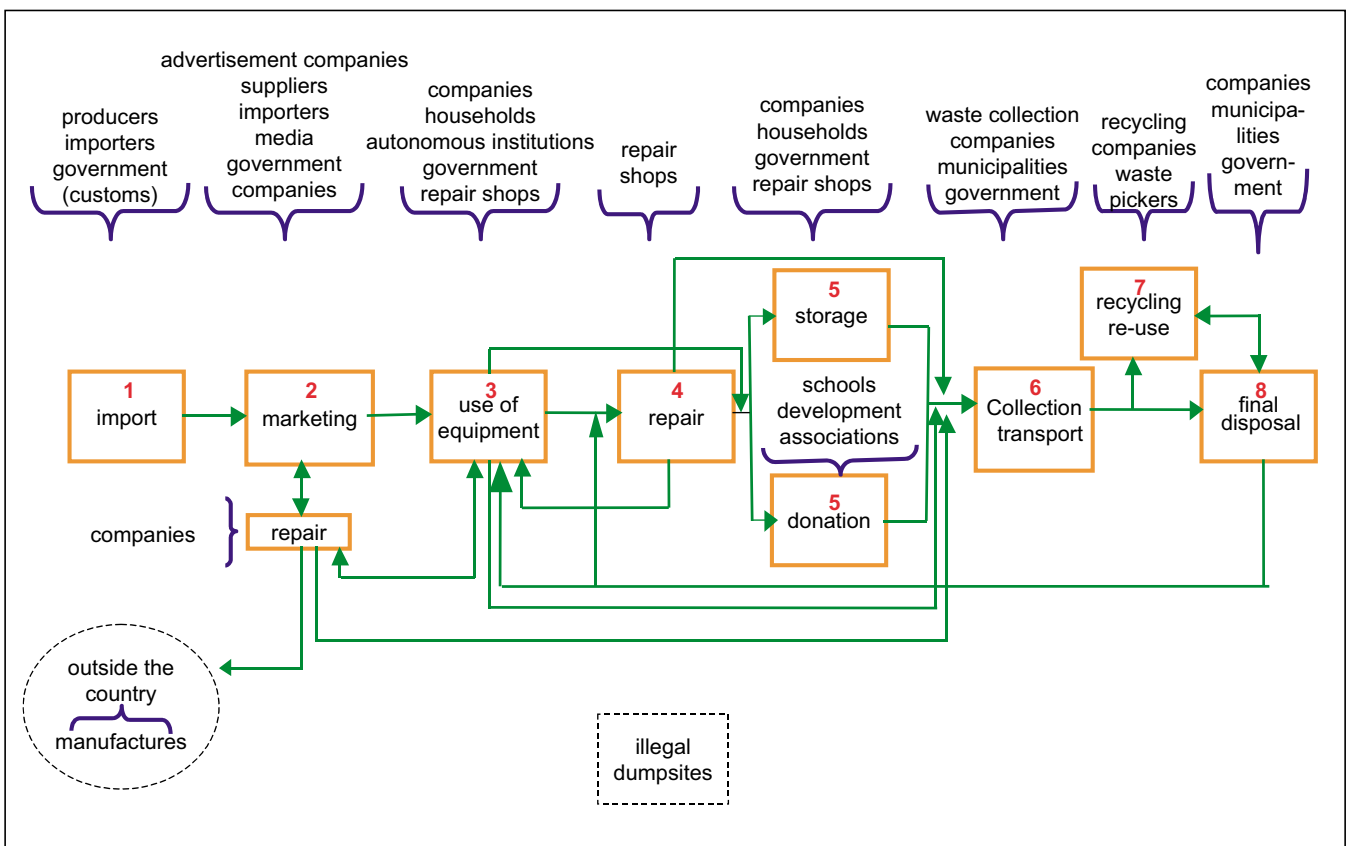 producers
importers
government
(customs)
advertisement companies
suppliers
importers
media
government
companies
companies
households
autonomous institutions
government
repair shops
repair
shops
companies
households
government
repair shops
waste collection
companies
municipalities
government
recycling
companies
waste
pickers
companies
municipa-
lities
govern-
ment
1
import
2
marketing
3
use of
equipment
4
repair
5
storage
schools
development
associations
5
donation
6
Collection
transport
7
recycling
re-use
8
final
disposal
companies
repair
outside the
country
manufactures
illegal
dumpsites